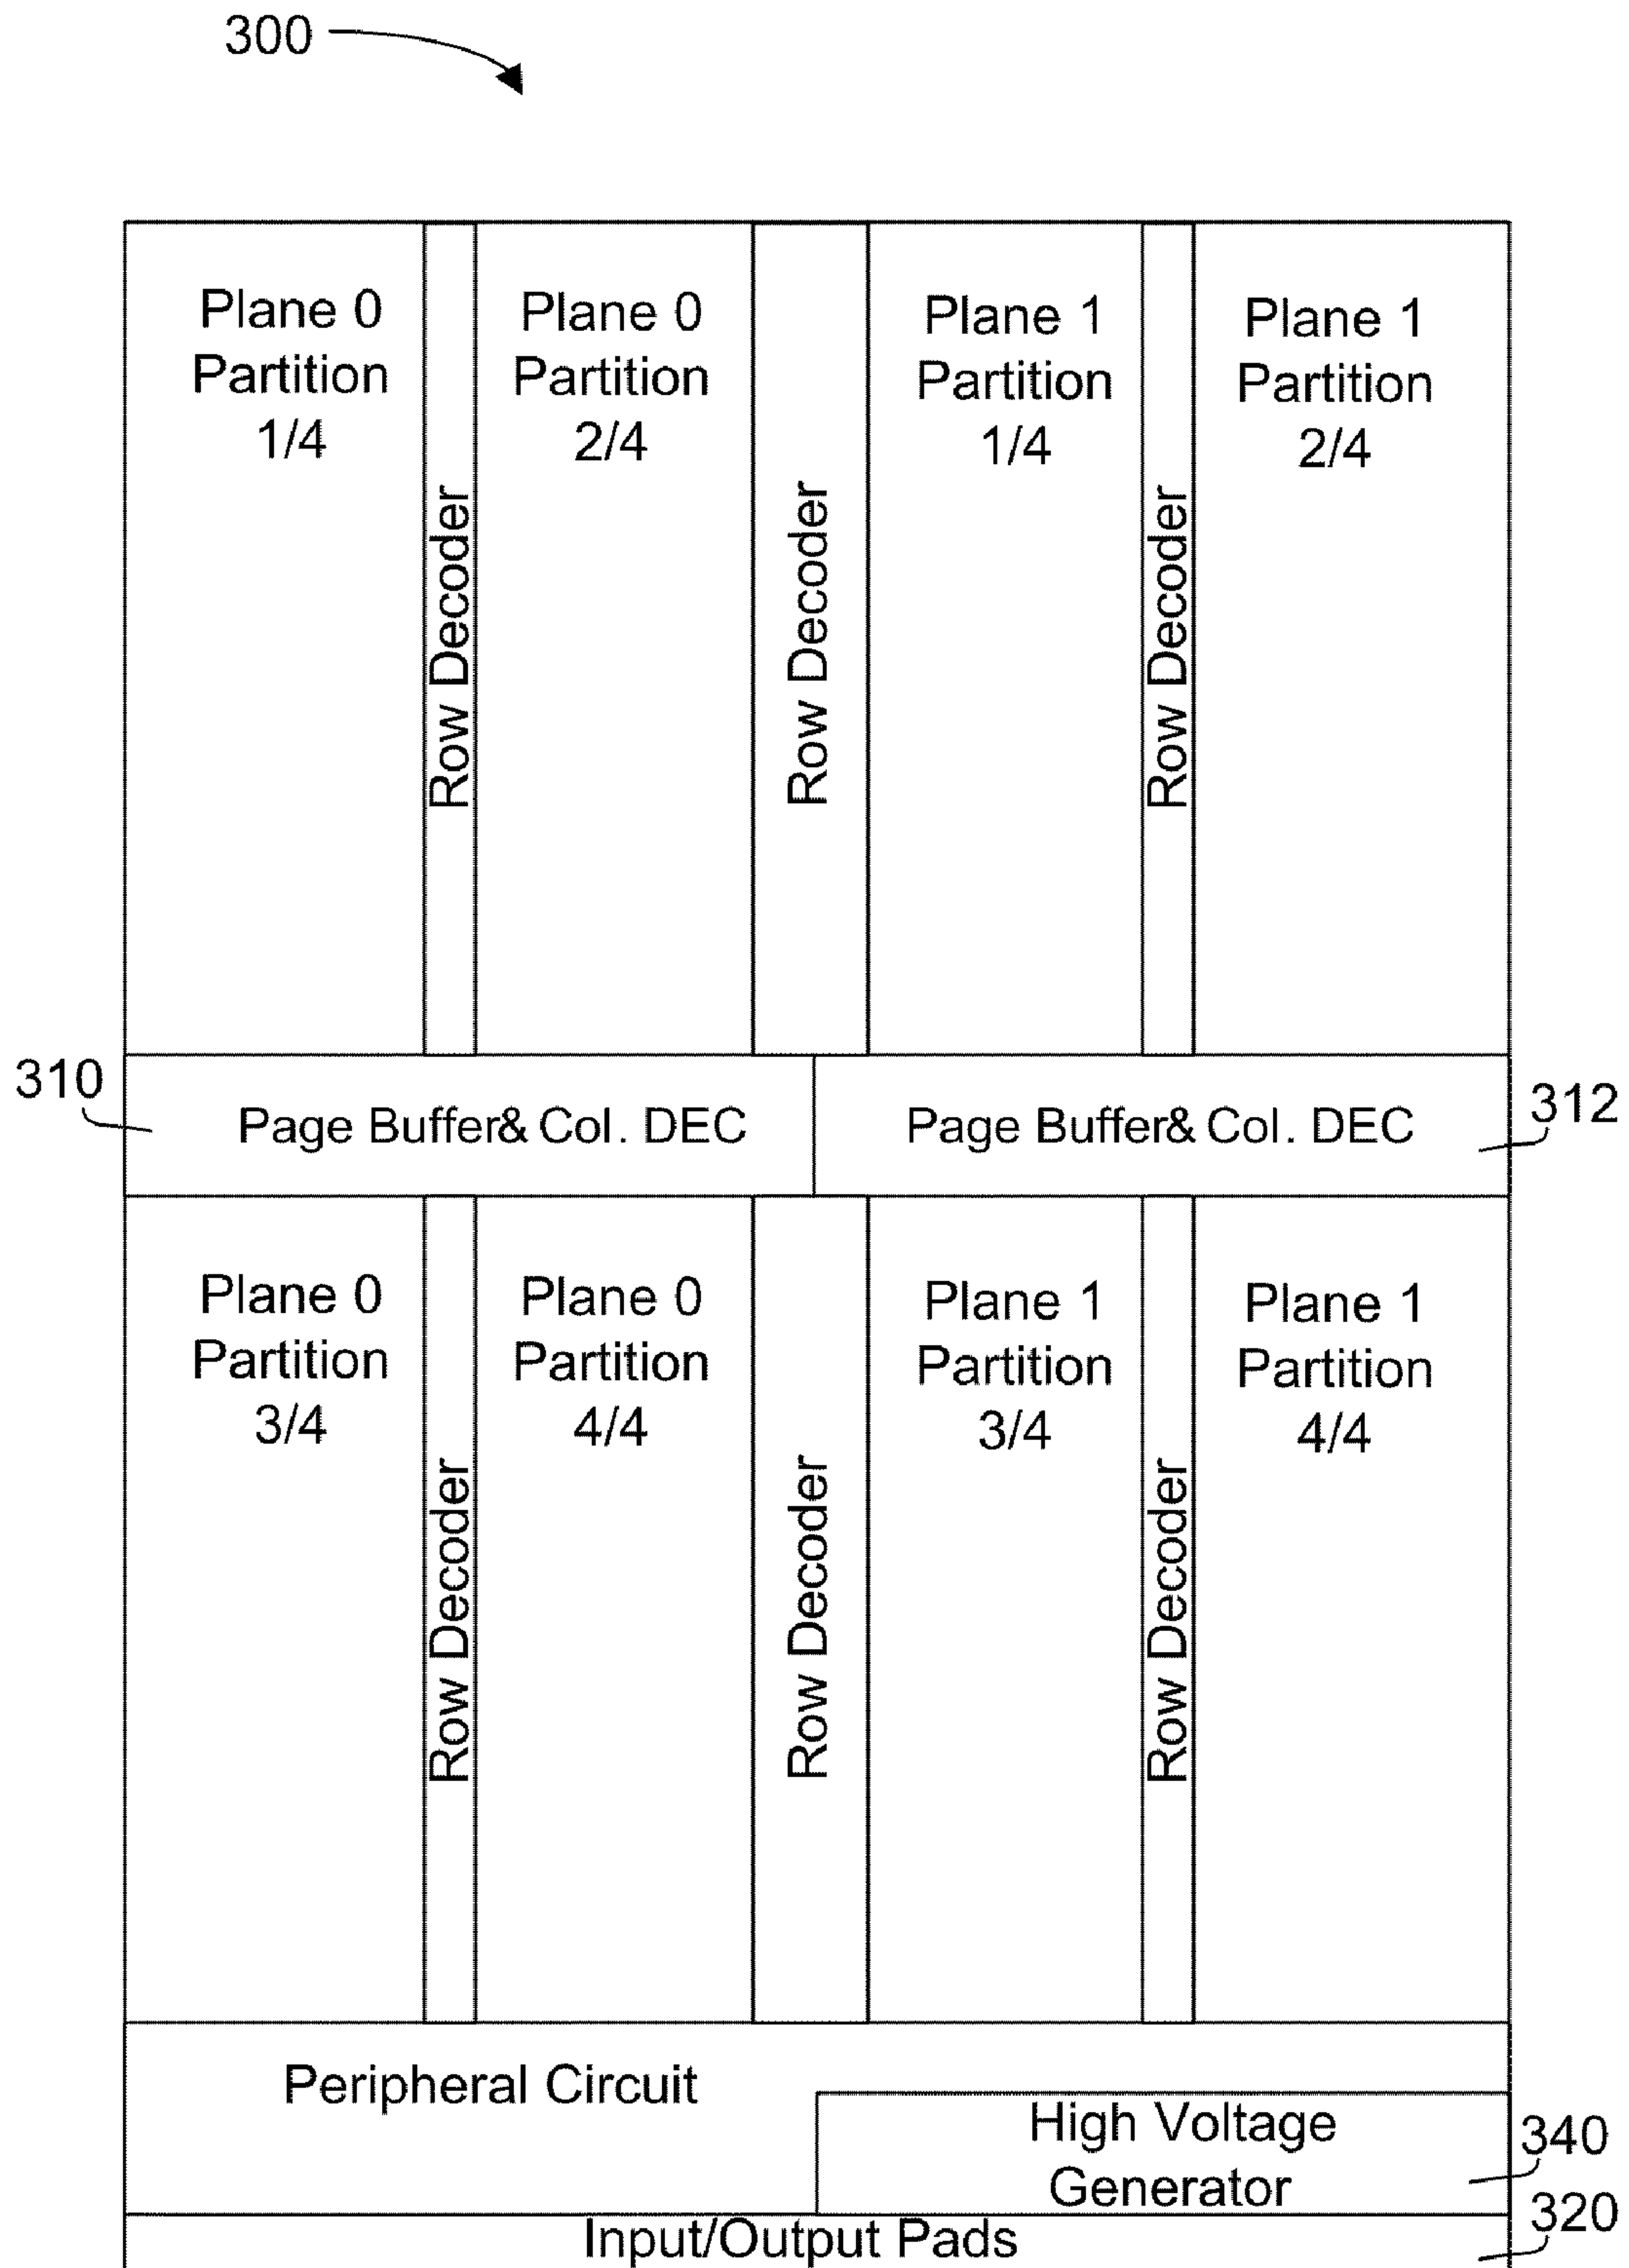 300
Plane 0
Partition
1/4
Row Decoder
Plane 0
Partition
2/4
Row Decoder
Plane 1
Partition
1/4
Row Decoder
Plane 1
Partition
2/4
310
Page Buffer& Col. DEC
Page Buffer& Col. DEC
312
Plane 0
Partition
3/4
Row Decoder
Plane 0
Partition
4/4
Row Decoder
Plane 1
Partition
3/4
Row Decoder
Plane 1
Partition
4/4
Peripheral Circuit
High Voltage
Generator
340
Input/Output Pads
320